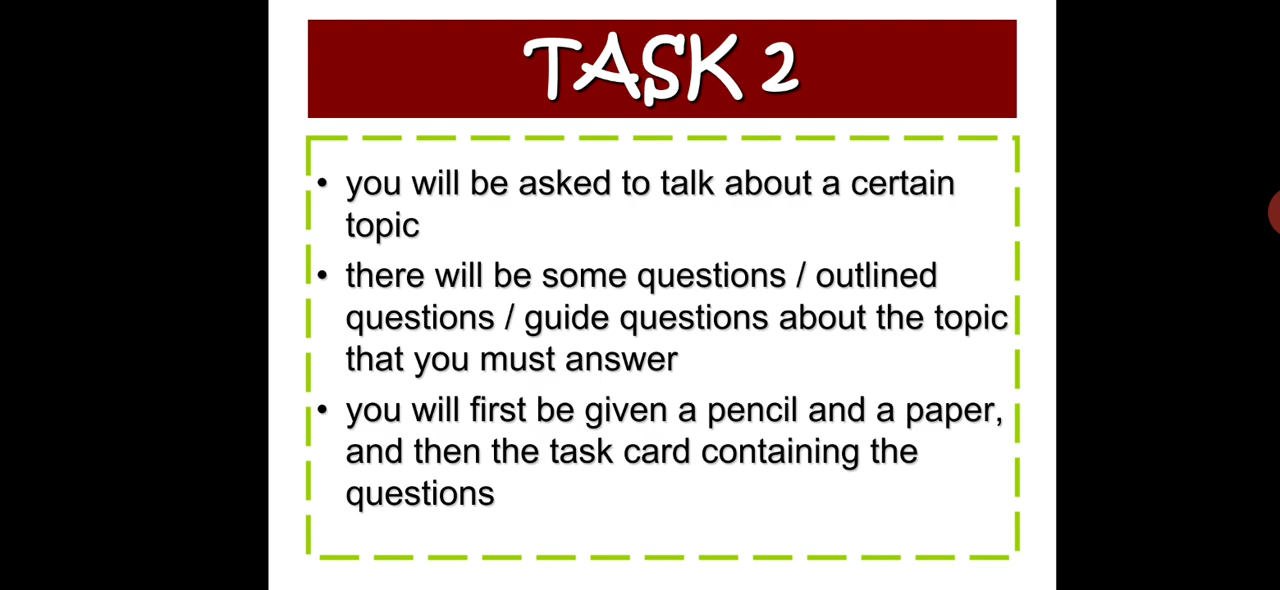 TASK 2
• you will be asked to talk about a certain
topic
• there will be some questions / outlined
questions / guide questions about the topic
that you must answer
• you will first be given a pencil and a paper,
and then the task card containing the
questions